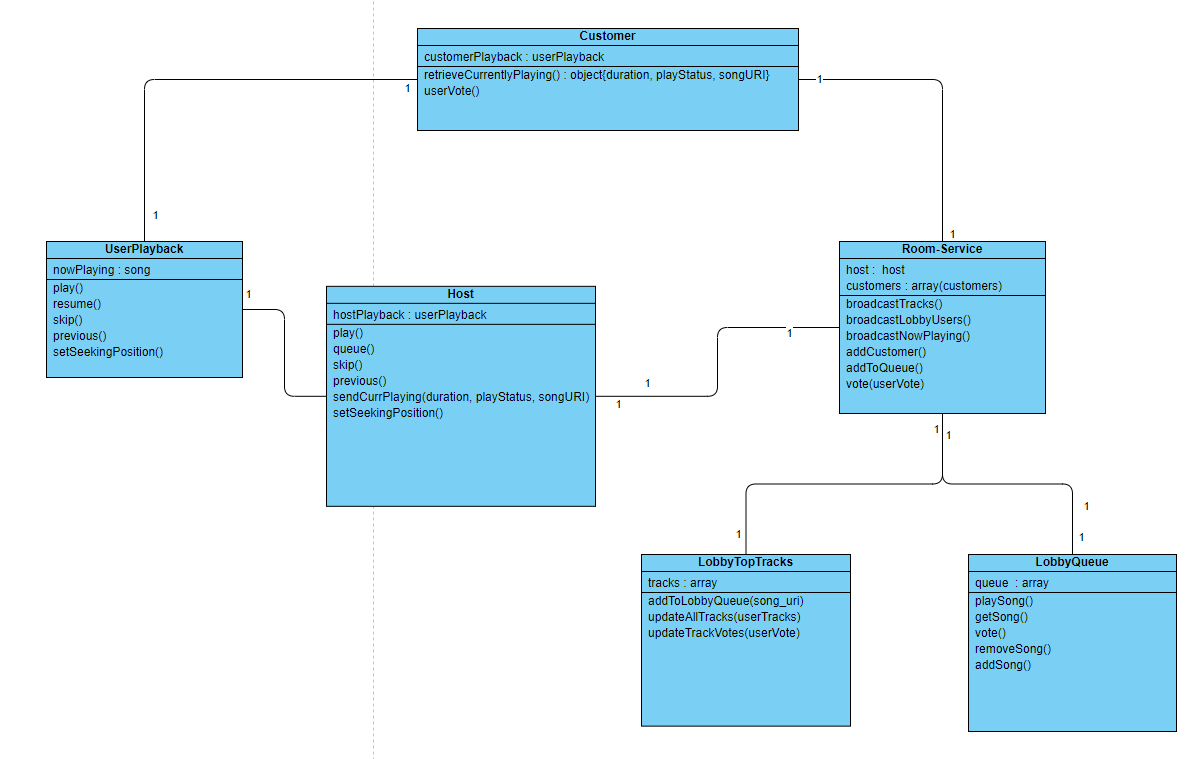 Customer
customerPlayback : userPlayback
retrieveCurrentlyPlaying() : object{duration, playStatus, songURI}
userVote()
1
1
1
1
UserPlayback
nowPlaying : song
play()
resume()
skip()
previous()
setSeekingPosition()
1
Host
hostPlayback : userPlayback
play()
queue()
skip()
previous()
sendCurrPlaying(duration, playStatus, songURI)
setSeekingPosition()
1
1
1
Room-Service
host :  host
customers : array(customers)
broadcastTracks()
broadcastLobbyUsers()
broadcastNowPlaying()
addCustomer()
addToQueue()
vote(userVote)
1
1
1
1
1
LobbyTopTracks
tracks : array
addToLobbyQueue(song_uri)
updateAllTracks(userTracks)
updateTrackVotes(userVote)
LobbyQueue
queue  : array
playSong()
getSong()
vote()
removeSong()
addSong()